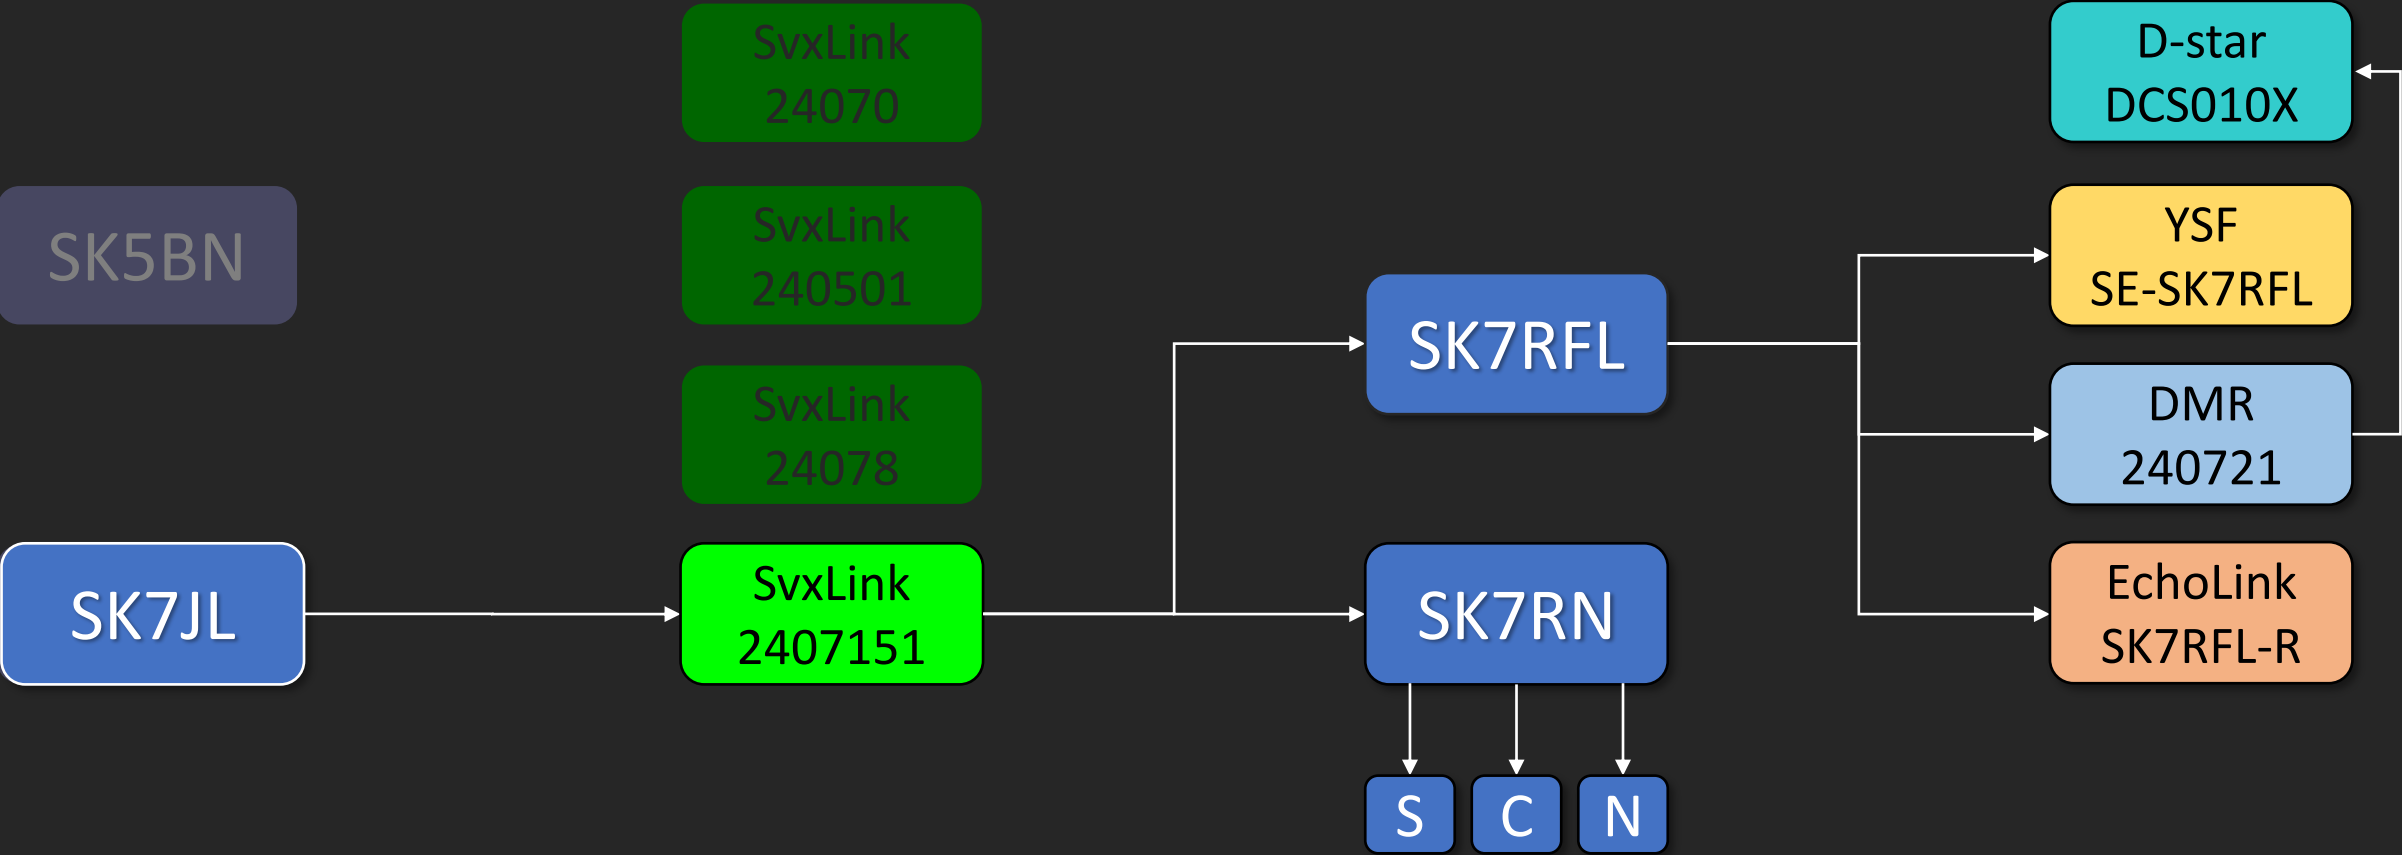 SvxLink
24070
D-star
DCS010X
SK5BN
SvxLink
240501
YSF
SE-SK7RFL
SK7RFL
SvxLink
24078
DMR
240721
SK7JL
SvxLink
2407151
SK7RN
EchoLink
SK7RFL-R
S
C
N